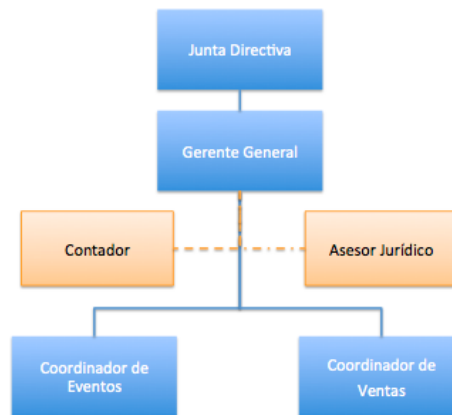 Junta Directiva
Gerente General
Contador
Asesor Jurídico
Coordinador de
Eventos
Coordinador de
Ventas